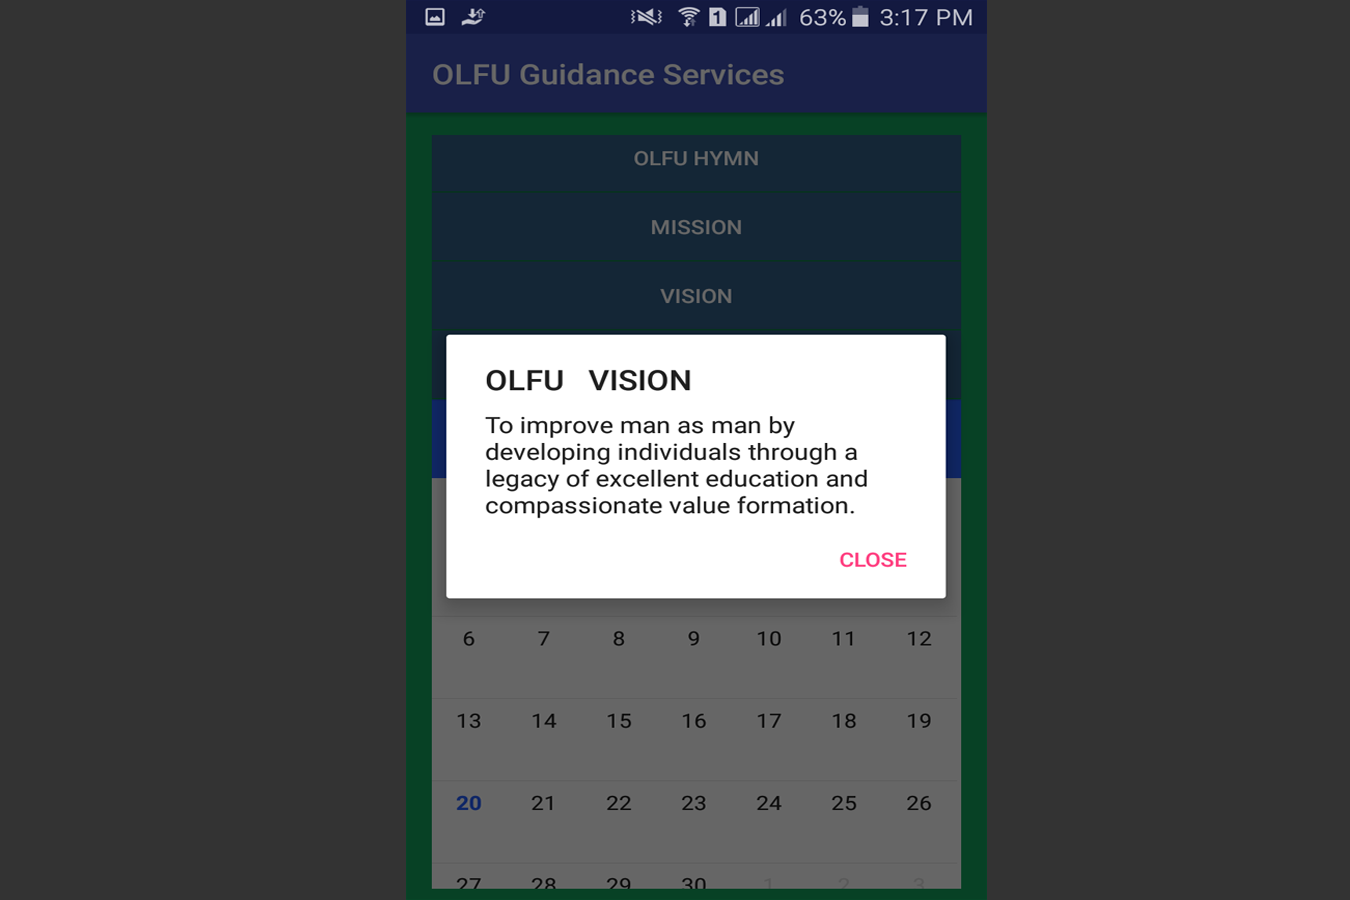 1 63% 3:17 PM
OLFU Guidance Services
OLFU HYMN
MISSION
VISION
OLFU VISION
To improve man as man by
developing individuals through a
legacy of excellent education and
compassionate value formation.
CLOSE
6 7 8 9 10 11 12
13 14 15 16 17 18 19
20 21 22 23 24 25 26
27 28 29 30 1 2 3